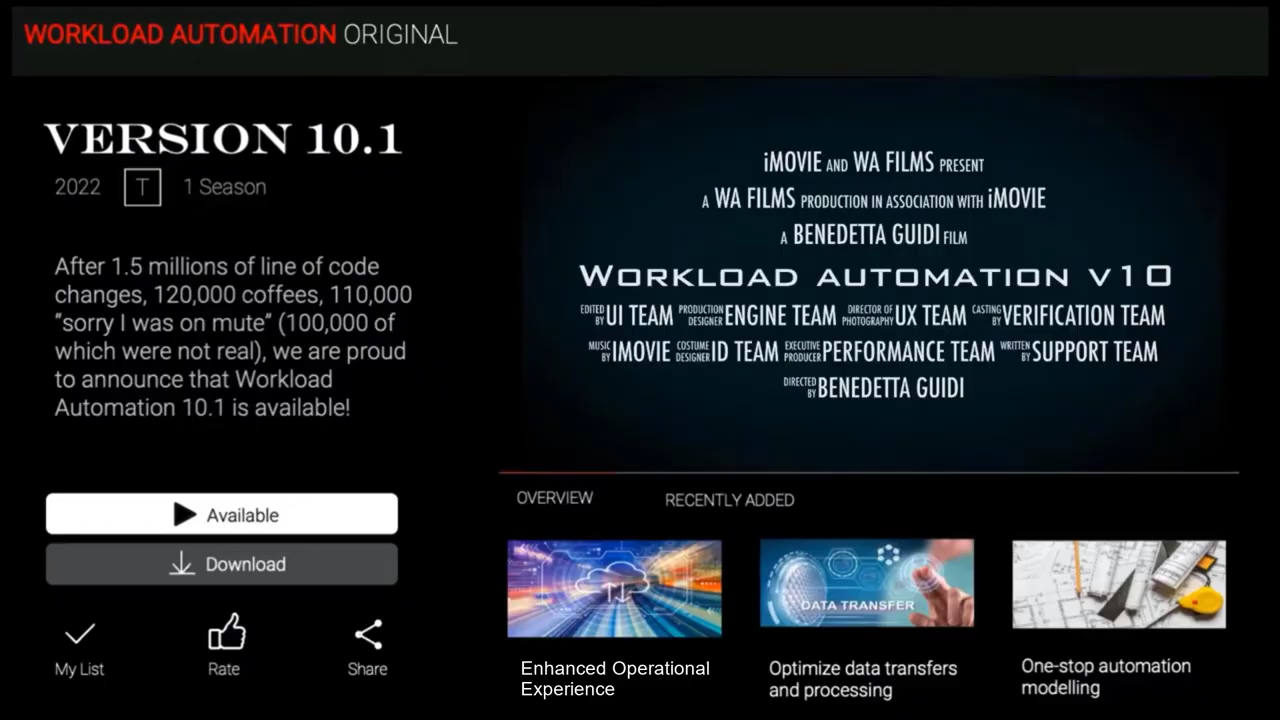 WORKLOAD AUTOMATION ORIGINAL
VERSION 10.1
2022 T 1 Season
After 1.5 millions of line of code
changes, 120,000 coffees, 110,000
"sorry I was on mute" (100,000 of
which were not real), we are proud
to announce that Workload
Automation 10.1 is available!
Available
Download
My List
Rate
Share
iMOVIE AND WA FILMS PRESENT
A WA FILMS PRODUCTION IN ASSOCIATION WITH iMOVIE
A BENEDETTA GUIDI FILM
WORKLOAD AUTOMATION V10
EDITED BY UI TEAM PRODUCTION DESIGNER ENGINE TEAM DIRECTOR OF PHOTOGRAPHY UX TEAM CASTING BY VERIFICATION TEAM
MUSIC BY IMOVIE COSTUME DESIGNER ID TEAM EXECUTIVE PRODUCER PERFORMANCE TEAM WRITTEN BY SUPPORT TEAM
DIRECTED BY BENEDETTA GUIDI
OVERVIEW
RECENTLY ADDED
DATA TRANSFER
Enhanced Operational
Experience
Optimize data transfers
and processing
One-stop automation
modelling